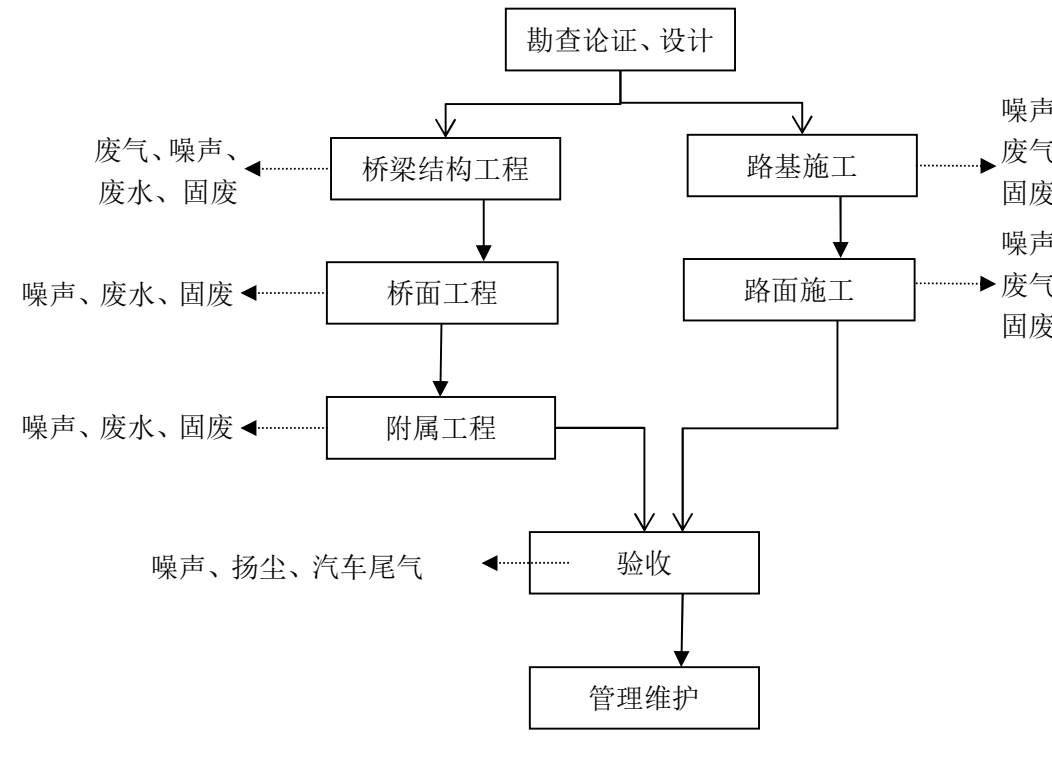 勘查论证、设计
废气、噪声、
废水、固废
桥梁结构工程
路基施工
噪声
废气
固废
噪声、废水、固废
桥面工程
路面施工
噪声
废气
固废
噪声、废水、固废
附属工程
噪声、扬尘、汽车尾气
验收
管理维护